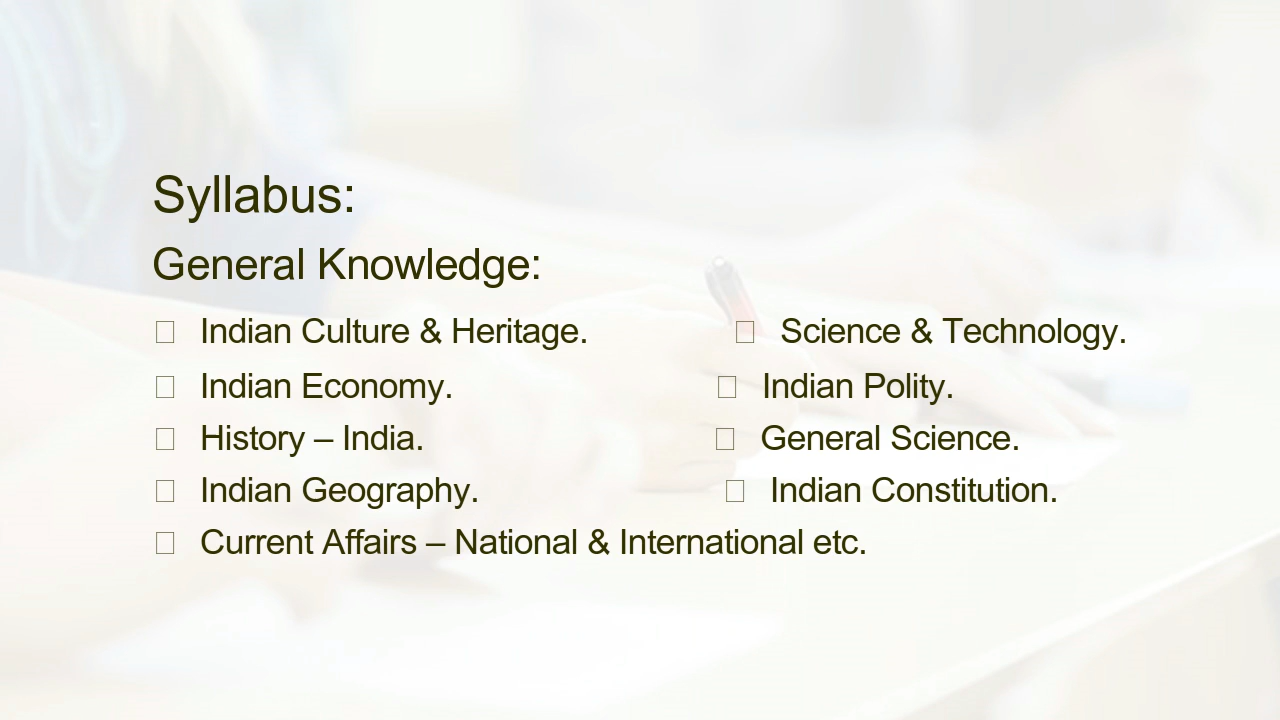 Syllabus:
General Knowledge:
□ Indian Culture & Heritage. □ Science & Technology.
□ Indian Economy. □ Indian Polity.
□ History – India. □ General Science.
□ Indian Geography. □ Indian Constitution.
□ Current Affairs – National & International etc.